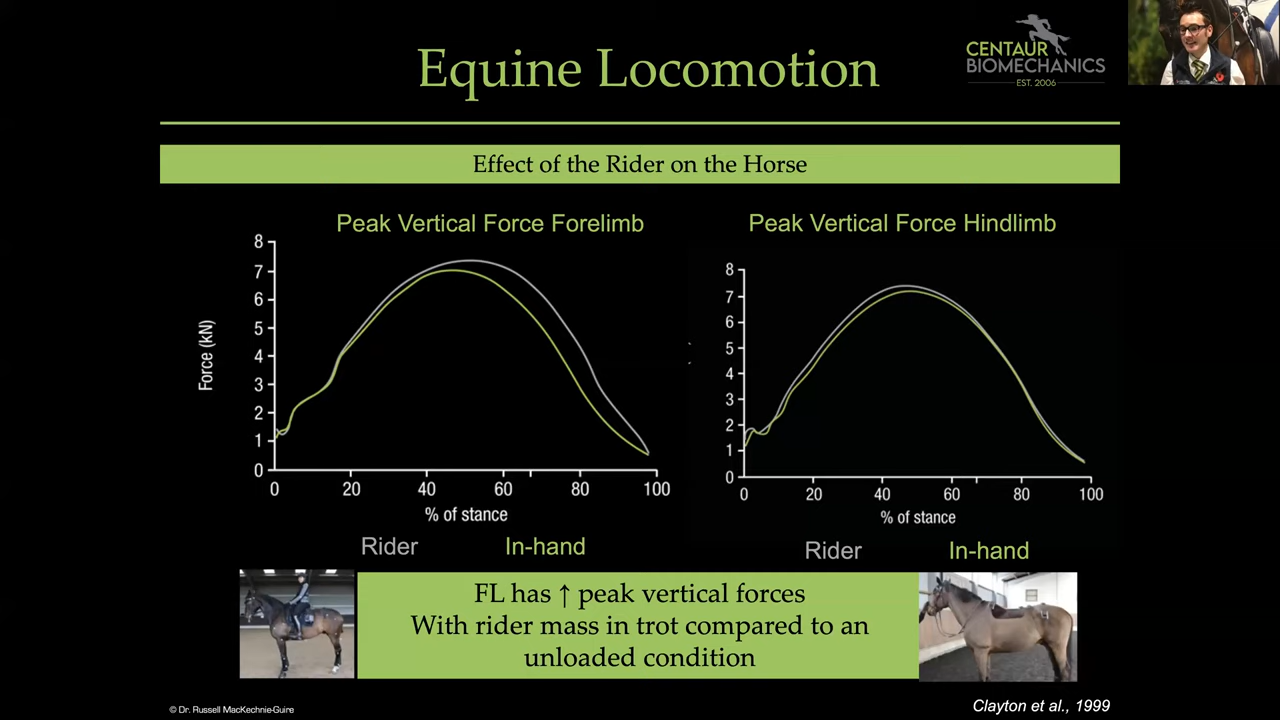 Equine Locomotion
CENTAUR
BIOMECHANICS
EST. 2006
Effect of the Rider on the Horse
Peak Vertical Force Forelimb
8
7
6
5
4
3
2
1
0
Force (kN)
0 20 40 60 80 100
% of stance
Rider In-hand
Peak Vertical Force Hindlimb
8
7
6
5
4
3
2
1
0
0 20 40 60 80 100
% of stance
Rider In-hand
FL has ↑ peak vertical forces
With rider mass in trot compared to an
unloaded condition
© Dr. Russell MacKechnie-Guire
Clayton et al., 1999